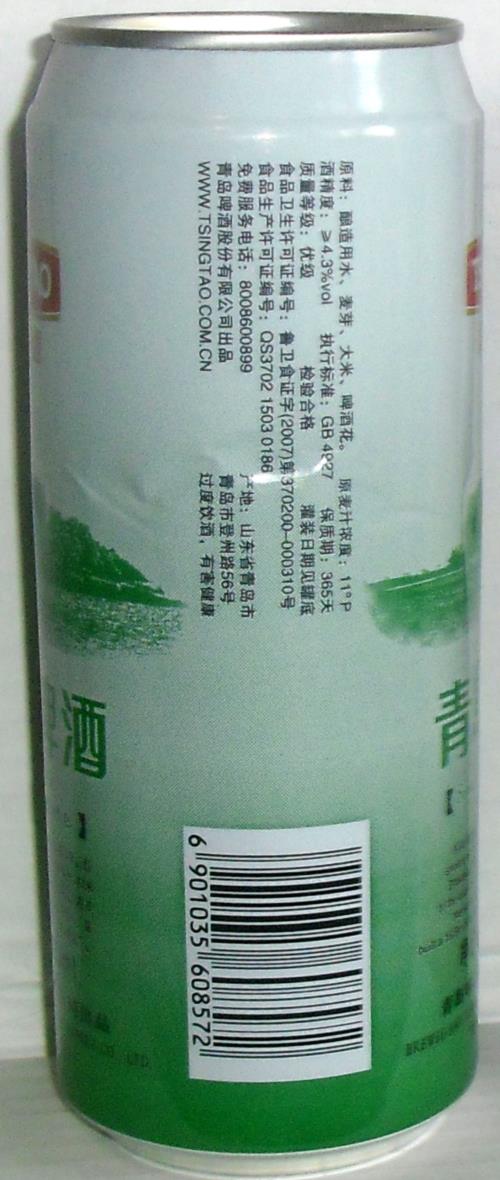 原料：酿造用水、麦芽、大米、啤酒花。 原麦汁浓度：11°P
酒精度：≥4.3%vol 执行标准：GB 4927 保质期：365天
质量等级：优级 检验合格 灌装日期见罐底
食品卫生许可证编号：鲁卫食证字(2007)第370200-000310号
食品生产许可证编号：QS3702 1503 0186
免费服务电话：8008600899 产地：山东省青岛市
青岛啤酒股份有限公司出品 青岛市登州路56号
WWW.TSINGTAO.COM.CN 过度饮酒，有害健康
酒
青
6 901035 608572
LTD.